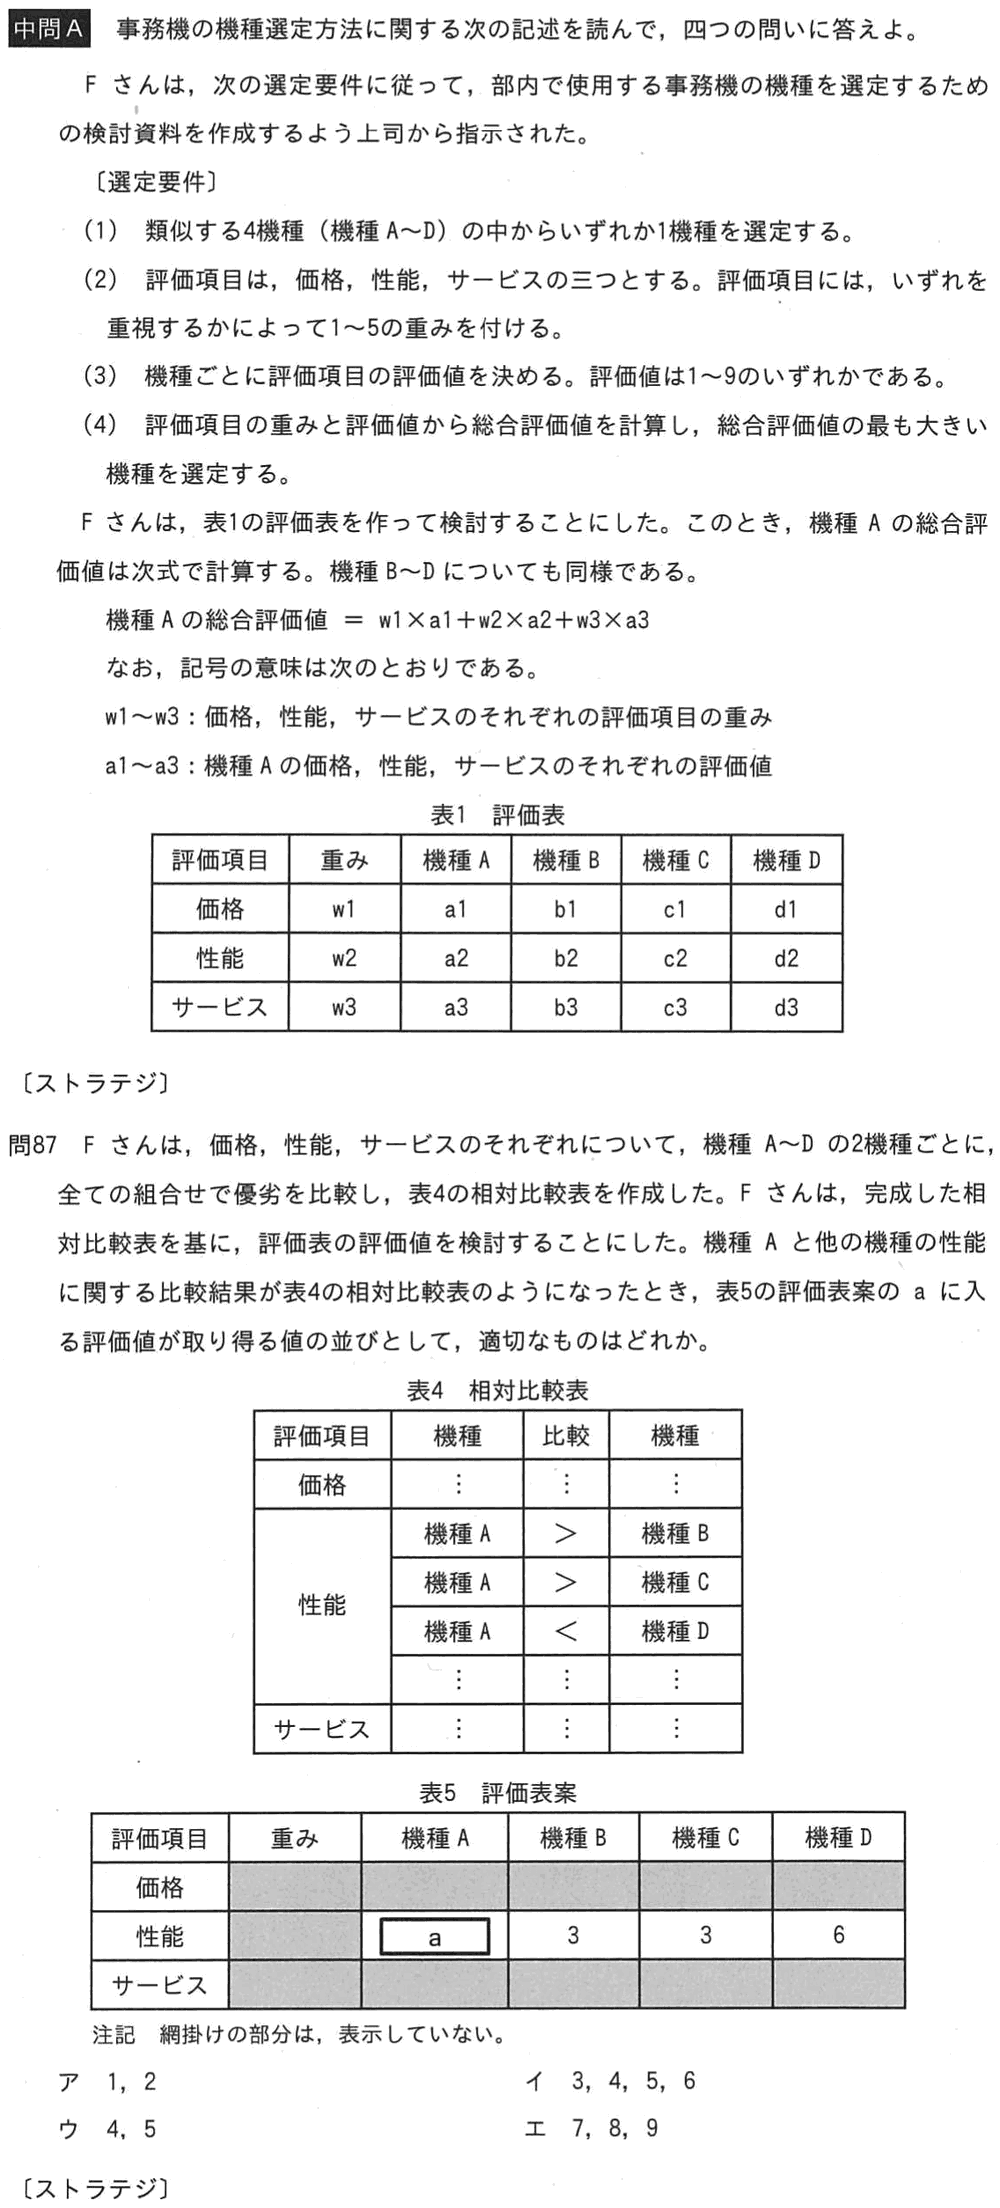 中問A 事務機の機種選定方法に関する次の記述を読んで，四つの問いに答えよ。
F さんは，次の選定要件に従って，部内で使用する事務機の機種を選定するため
の検討資料を作成するよう上司から指示された。
〔選定要件〕
(1) 類似する4機種（機種 A～D）の中からいずれか1機種を選定する。
(2) 評価項目は，価格，性能，サービスの三つとする。評価項目には，いずれを
重視するかによって1～5の重みを付ける。
(3) 機種ごとに評価項目の評価値を決める。評価値は1～9のいずれかである。
(4) 評価項目の重みと評価値から総合評価値を計算し，総合評価値の最も大きい
機種を選定する。
F さんは，表1の評価表を作って検討することにした。このとき，機種 A の総合評
価値は次式で計算する。機種 B～D についても同様である。
機種 A の総合評価値 ＝ w1×a1＋w2×a2＋w3×a3
なお，記号の意味は次のとおりである。
w1～w3：価格，性能，サービスのそれぞれの評価項目の重み
a1～a3：機種 A の価格，性能，サービスのそれぞれの評価値
表1 評価表
評価項目 重み 機種 A 機種 B 機種 C 機種 D
価格 w1 a1 b1 c1 d1
性能 w2 a2 b2 c2 d2
サービス w3 a3 b3 c3 d3
〔ストラテジ〕
問87 F さんは，価格，性能，サービスのそれぞれについて，機種 A～D の2機種ごとに，
全ての組合せで優劣を比較し，表4の相対比較表を作成した。F さんは，完成した相
対比較表を基に，評価表の評価値を検討することにした。機種 A と他の機種の性能
に関する比較結果が表4の相対比較表のようになったとき，表5の評価表案の a に入
る評価値が取り得る値の並びとして，適切なものはどれか。
表4 相対比較表
評価項目 機種 比較 機種
価格 ⋮ ⋮ ⋮
機種 A ＞ 機種 B
機種 A ＞ 機種 C
性能
機種 A ＜ 機種 D
⋮ ⋮ ⋮
サービス ⋮ ⋮ ⋮
表5 評価表案
評価項目 重み 機種 A 機種 B 機種 C 機種 D
価格
性能 a 3 3 6
サービス
注記 網掛けの部分は，表示していない。
ア 1，2 イ 3，4，5，6
ウ 4，5 エ 7，8，9
〔ストラテジ〕